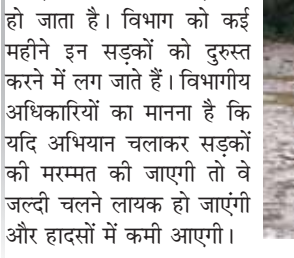 हो जाता है। विभाग को कई
महीने इन सड़कों को दुरुस्त
करने में लग जाते हैं। विभागीय
अधिकारियों का मानना है कि
यदि अभियान चलाकर सड़कों
की मरम्मत की जाएगी तो वे
जल्दी चलने लायक हो जाएंगी
और हादसों में कमी आएगी।